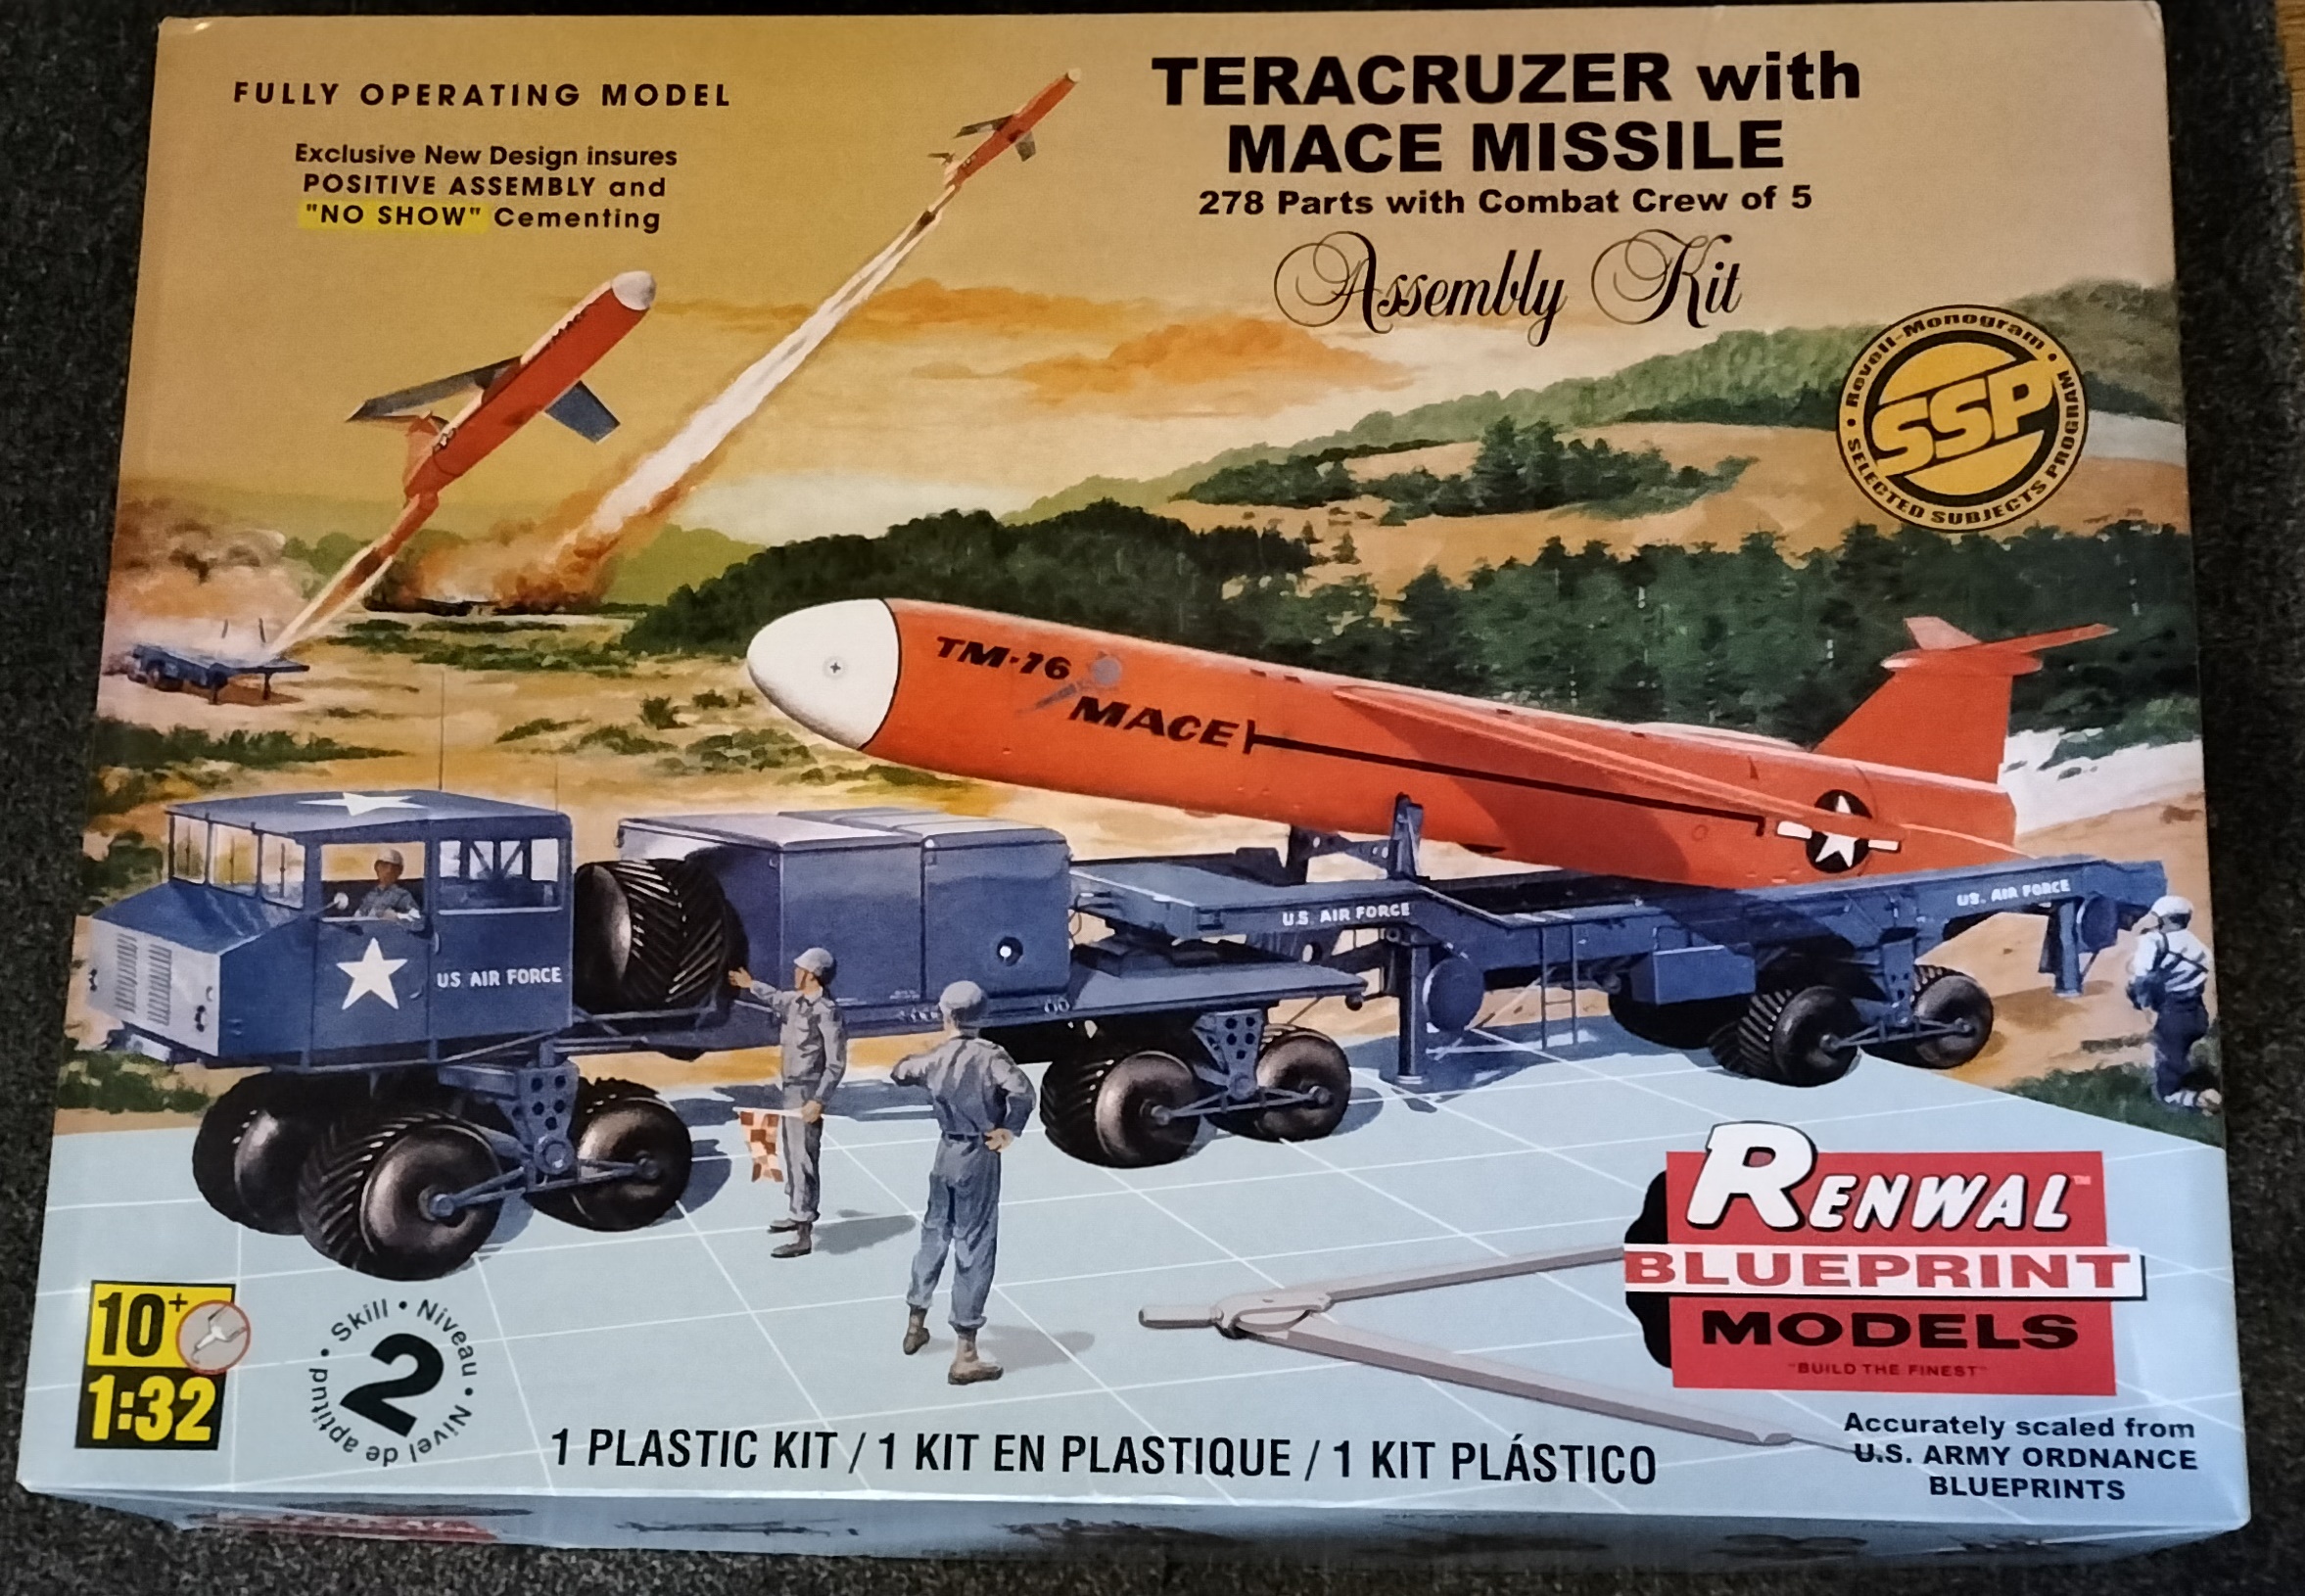 FULLY OPERATING MODEL
Exclusive New Design insures
POSITIVE ASSEMBLY and
"NO SHOW" Cementing
TERACRUZER with
MACE MISSILE
278 Parts with Combat Crew of 5
Assembly Kit
Revell-Monogram
SSP
SELECTED SUBJECTS PROGRAM
TM-76
MACE
US AIR FORCE
U.S. AIR FORCE
U.S. AIR FORCE
RENWAL™
BLUEPRINT
MODELS
"BUILD THE FINEST"
10+
1:32
Skill • Niveau • Nivel de aptitud •
2
1 PLASTIC KIT / 1 KIT EN PLASTIQUE / 1 KIT PLÁSTICO
Accurately scaled from
U.S. ARMY ORDNANCE
BLUEPRINTS